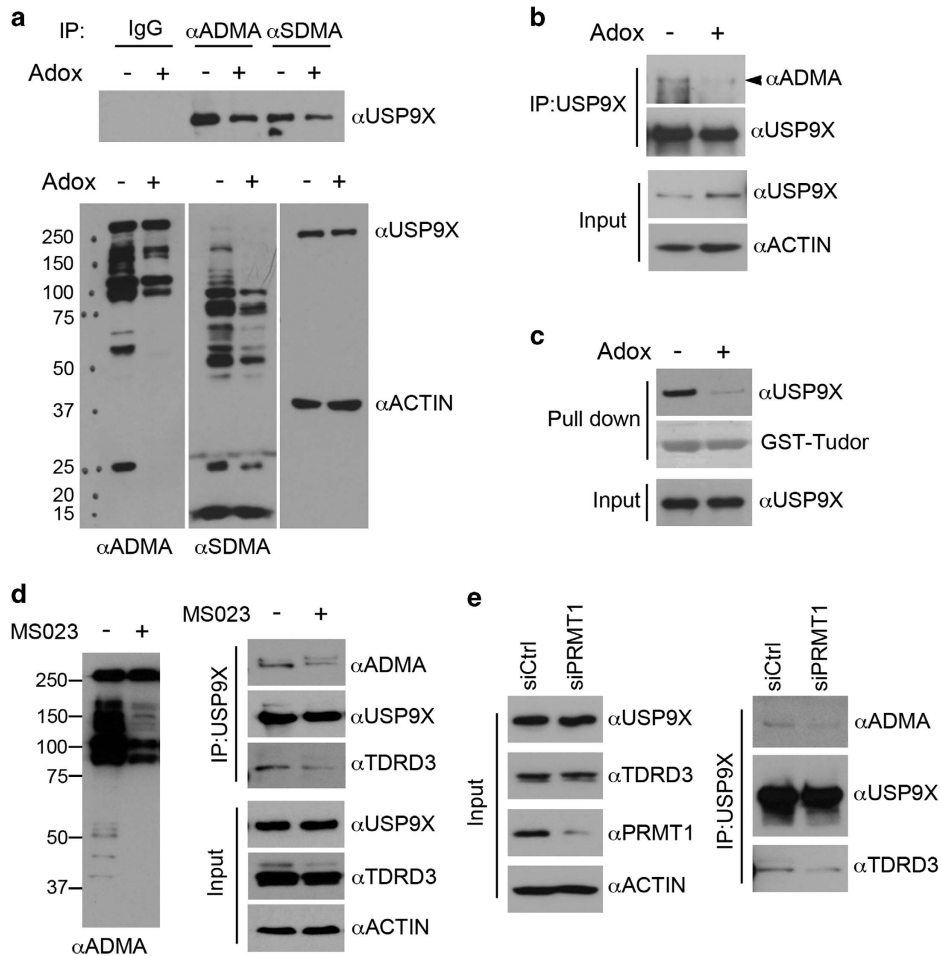 a
IP: IgG αADMA αSDMA
Adox - + - + - +
αUSP9X
Adox - + - + - +
250
150
100
75
50
37
25
20
15
αUSP9X
αACTIN
αADMA αSDMA
b
Adox - +
IP:USP9X
αADMA
αUSP9X
Input
αUSP9X
αACTIN
c
Adox - +
Pull down
αUSP9X
GST-Tudor
Input
αUSP9X
d
MS023 - +
250
150
100
75
50
37
αADMA
MS023 - +
IP:USP9X
αADMA
αUSP9X
αTDRD3
Input
αUSP9X
αTDRD3
αACTIN
e
siCtrl siPRMT1
Input
αUSP9X
αTDRD3
αPRMT1
αACTIN
siCtrl siPRMT1
IP:USP9X
αADMA
αUSP9X
αTDRD3